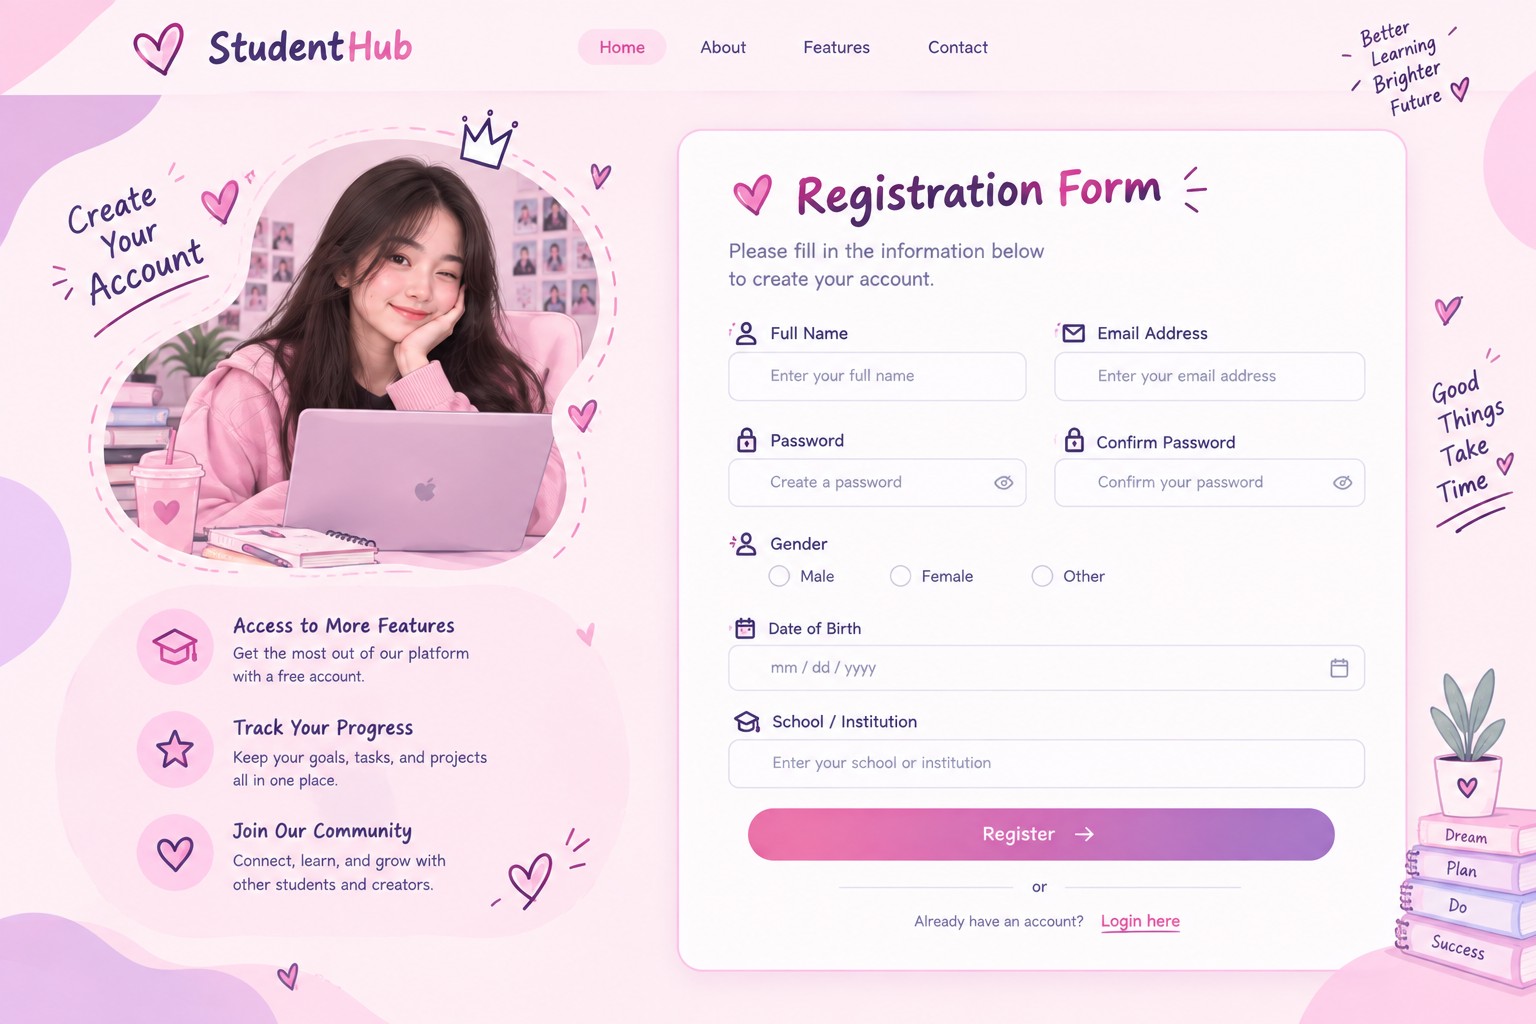 StudentHub
Home
About
Features
Contact
Better
Learning
Brighter
Future
Create
Your
Account
Registration Form
Please fill in the information below
to create your account.
Full Name
Enter your full name
Email Address
Enter your email address
Password
Create a password
Confirm Password
Confirm your password
Gender
Male
Female
Other
Date of Birth
mm / dd / yyyy
School / Institution
Enter your school or institution
Register
or
Already have an account? Login here
Access to More Features
Get the most out of our platform
with a free account.
Track Your Progress
Keep your goals, tasks, and projects
all in one place.
Join Our Community
Connect, learn, and grow with
other students and creators.
Good
Things
Take
Time
Dream
Plan
Do
Success